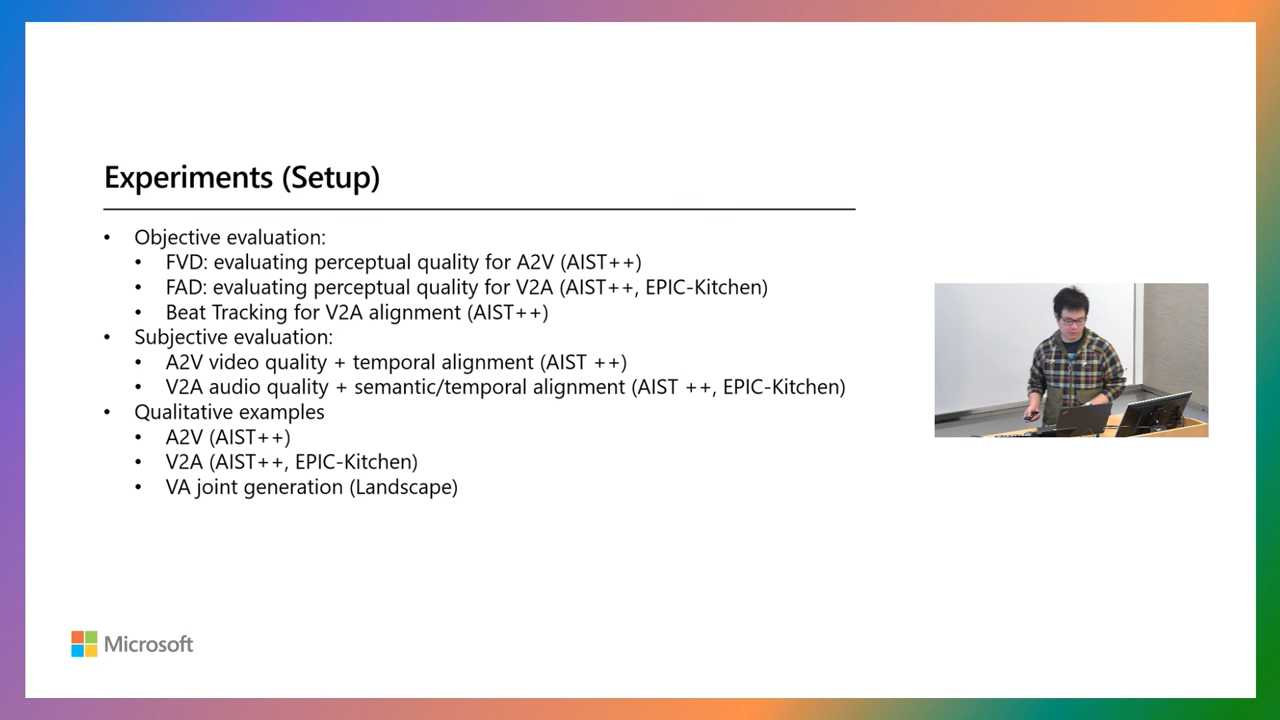 Experiments (Setup)
• Objective evaluation:
• FVD: evaluating perceptual quality for A2V (AIST++)
• FAD: evaluating perceptual quality for V2A (AIST++, EPIC-Kitchen)
• Beat Tracking for V2A alignment (AIST++)
• Subjective evaluation:
• A2V video quality + temporal alignment (AIST ++)
• V2A audio quality + semantic/temporal alignment (AIST ++, EPIC-Kitchen)
• Qualitative examples
• A2V (AIST++)
• V2A (AIST++, EPIC-Kitchen)
• VA joint generation (Landscape)
Microsoft